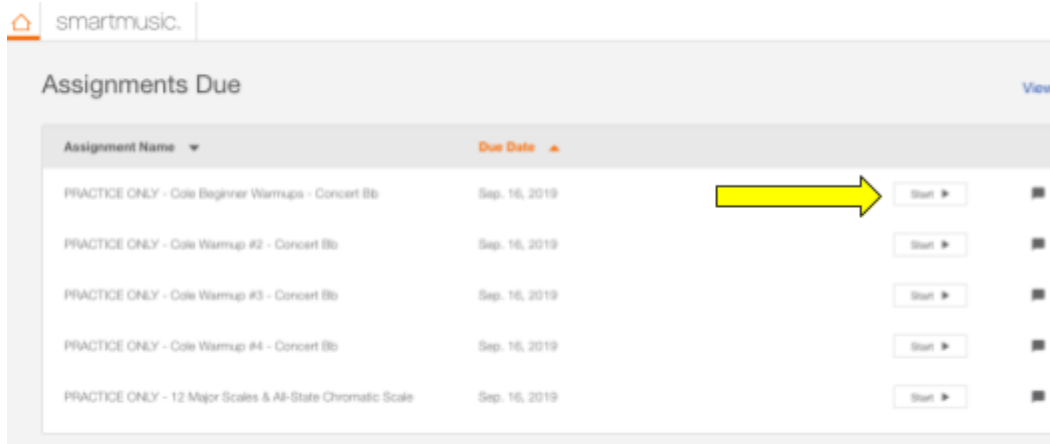 smartmusic.
Assignments Due
View
Assignment Name Due Date
PRACTICE ONLY - Cole Beginner Warmups - Concert Bb Sep. 16, 2019 Start
PRACTICE ONLY - Cole Warmup #2 - Concert Bb Sep. 16, 2019 Start
PRACTICE ONLY - Cole Warmup #3 - Concert Bb Sep. 16, 2019 Start
PRACTICE ONLY - Cole Warmup #4 - Concert Bb Sep. 16, 2019 Start
PRACTICE ONLY - 12 Major Scales & All-State Chromatic Scale Sep. 16, 2019 Start